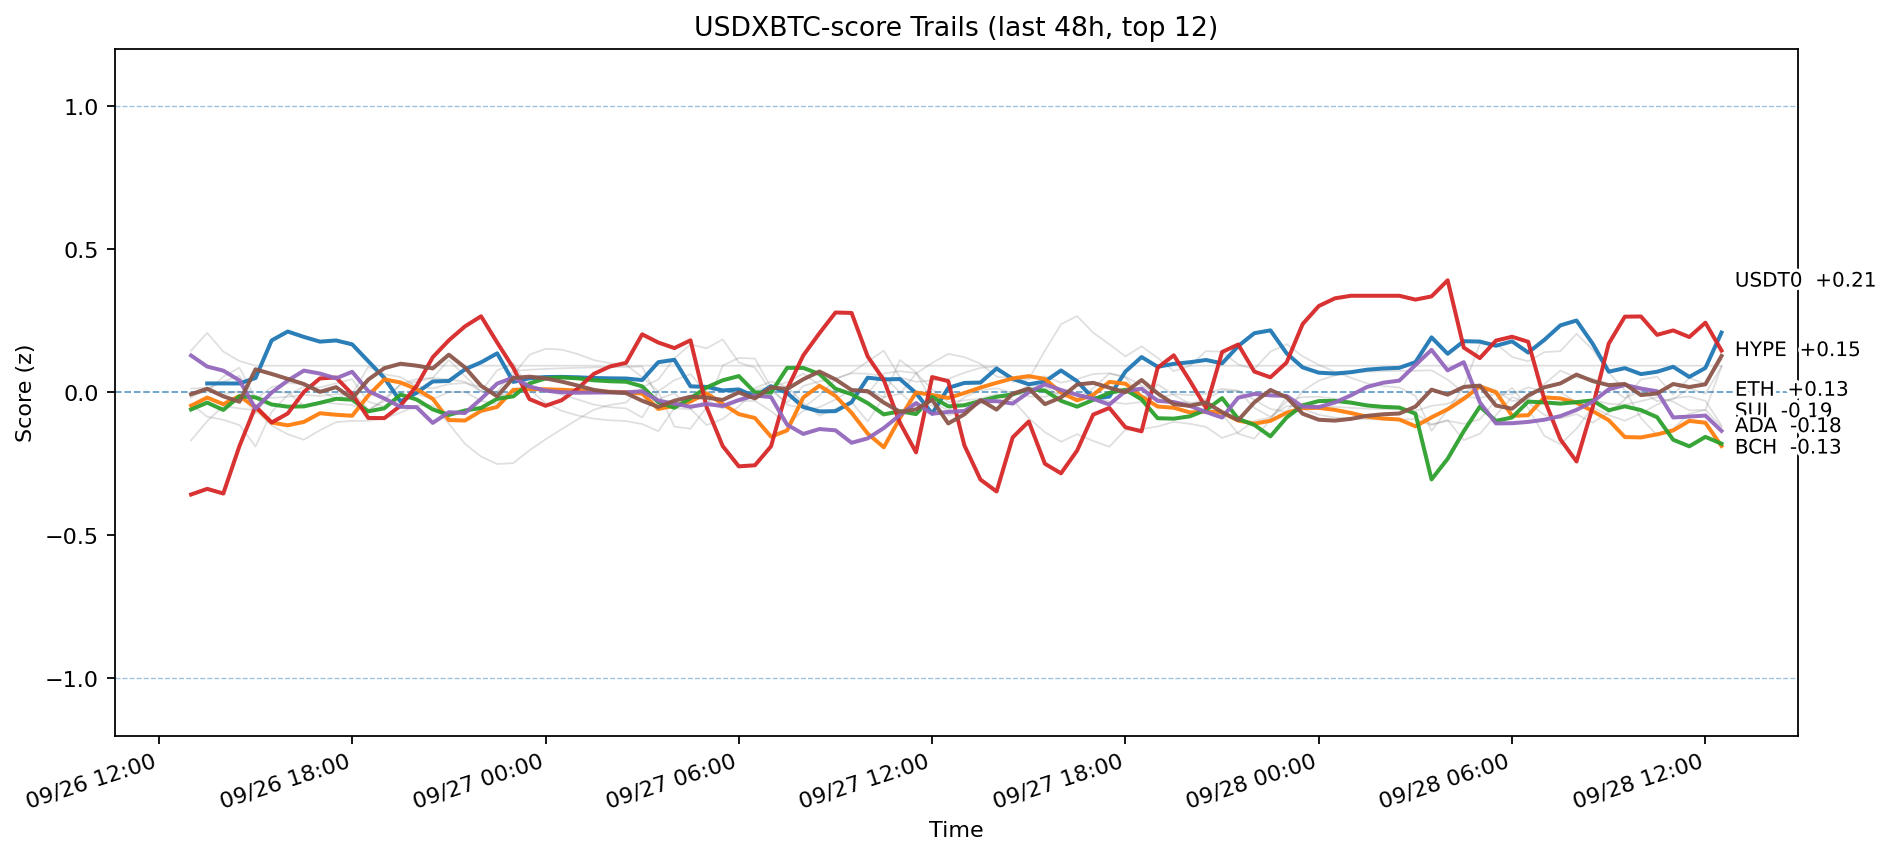 USDXBTC-score Trails (last 48h, top 12)
Score (z)
1.0
0.5
0.0
−0.5
−1.0
USDT0 +0.21
HYPE +0.15
ETH +0.13
SUI -0.19
ADA -0.18
BCH -0.13
09/26 12:00
09/26 18:00
09/27 00:00
09/27 06:00
09/27 12:00
09/27 18:00
09/28 00:00
09/28 06:00
09/28 12:00
Time